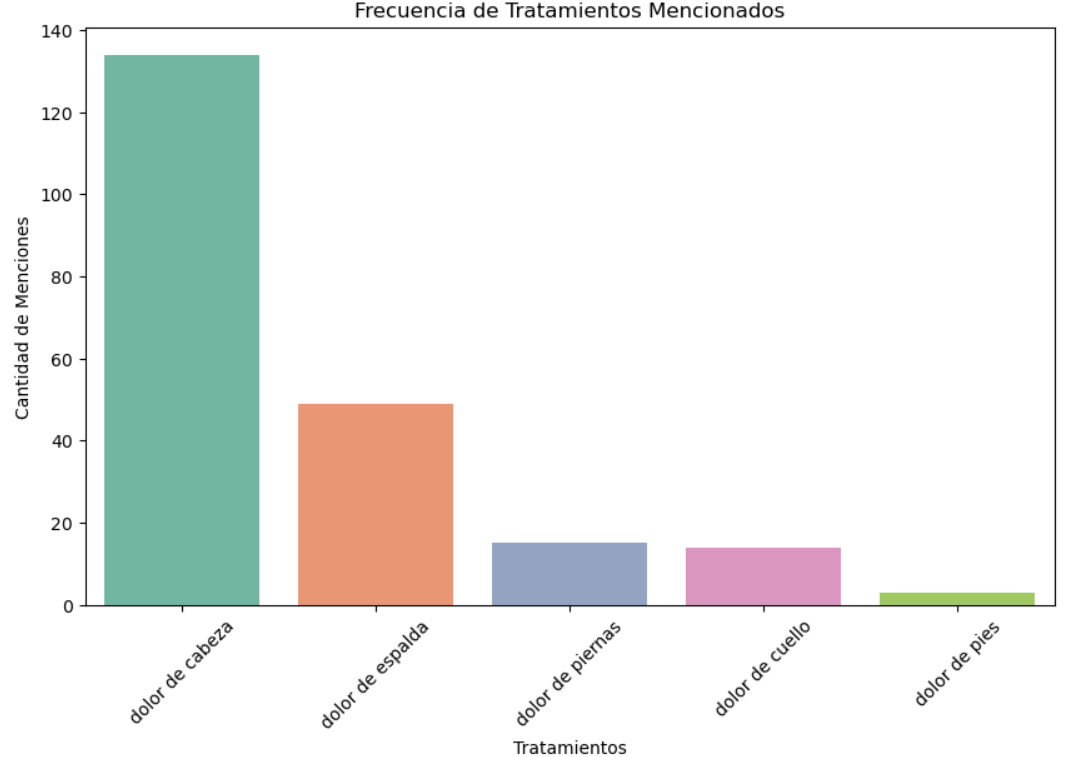 Frecuencia de Tratamientos Mencionados
140
120
100
80
60
40
20
0
Cantidad de Menciones
dolor de cabeza
dolor de espalda
dolor de piernas
dolor de cuello
dolor de pies
Tratamientos